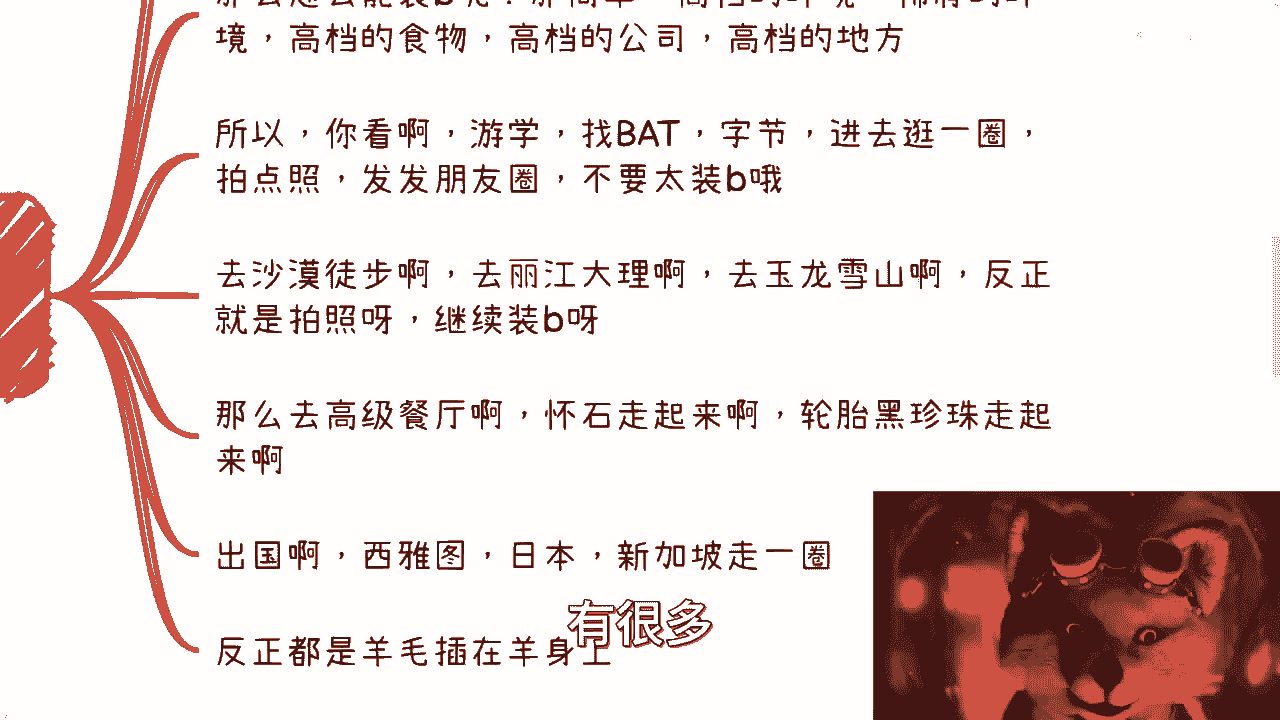 境，高档的食物，高档的公司，高档的地方
所以，你看啊，游学，找BAT，字节，进去逛一圈，
拍点照，发发朋友圈，不要太装b哦
去沙漠徒步啊，去丽江大理啊，去玉龙雪山啊，反正
就是拍照呀，继续装b呀
那么去高级餐厅啊，怀石走起来啊，轮胎黑珍珠走起
来啊
出国啊，西雅图，日本，新加坡走一圈
有很多
反正都是羊毛插在羊身上